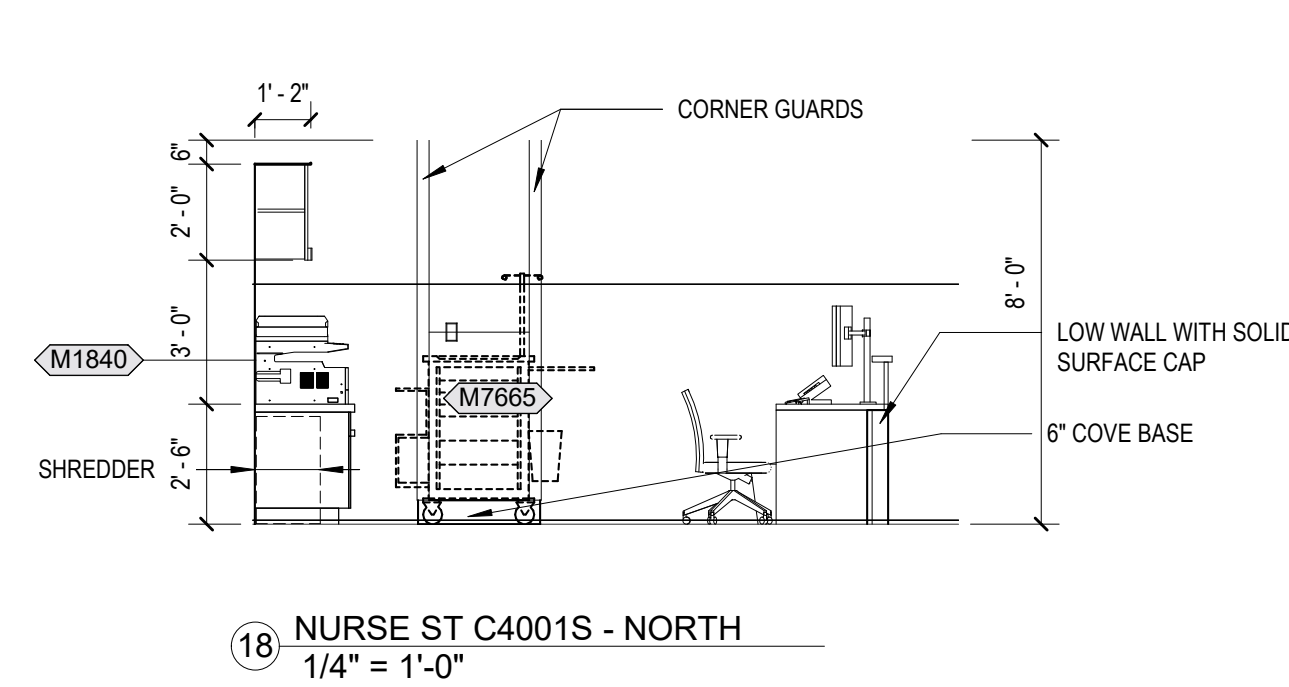 1' - 2"
CORNER GUARDS
6"
2' - 0"
8' - 0"
3' - 0"
LOW WALL WITH SOLID
SURFACE CAP
M1840
M7665
6" COVE BASE
SHREDDER
2' - 6"
18
NURSE ST C4001S - NORTH
1/4" = 1'-0"